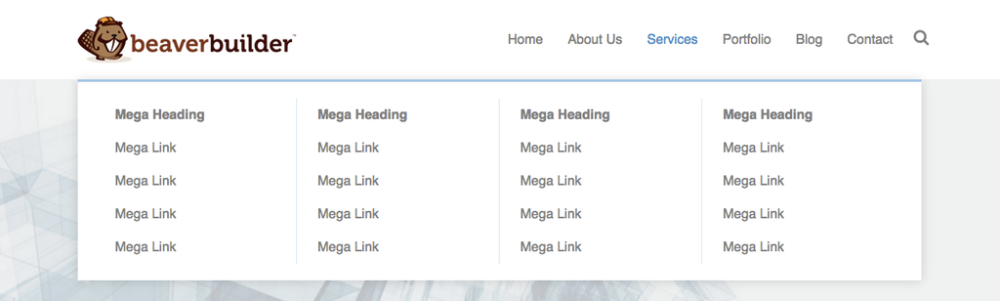 beaverbuilder™
Home About Us Services Portfolio Blog Contact
Mega Heading Mega Heading Mega Heading Mega Heading
Mega Link Mega Link Mega Link Mega Link
Mega Link Mega Link Mega Link Mega Link
Mega Link Mega Link Mega Link Mega Link
Mega Link Mega Link Mega Link Mega Link